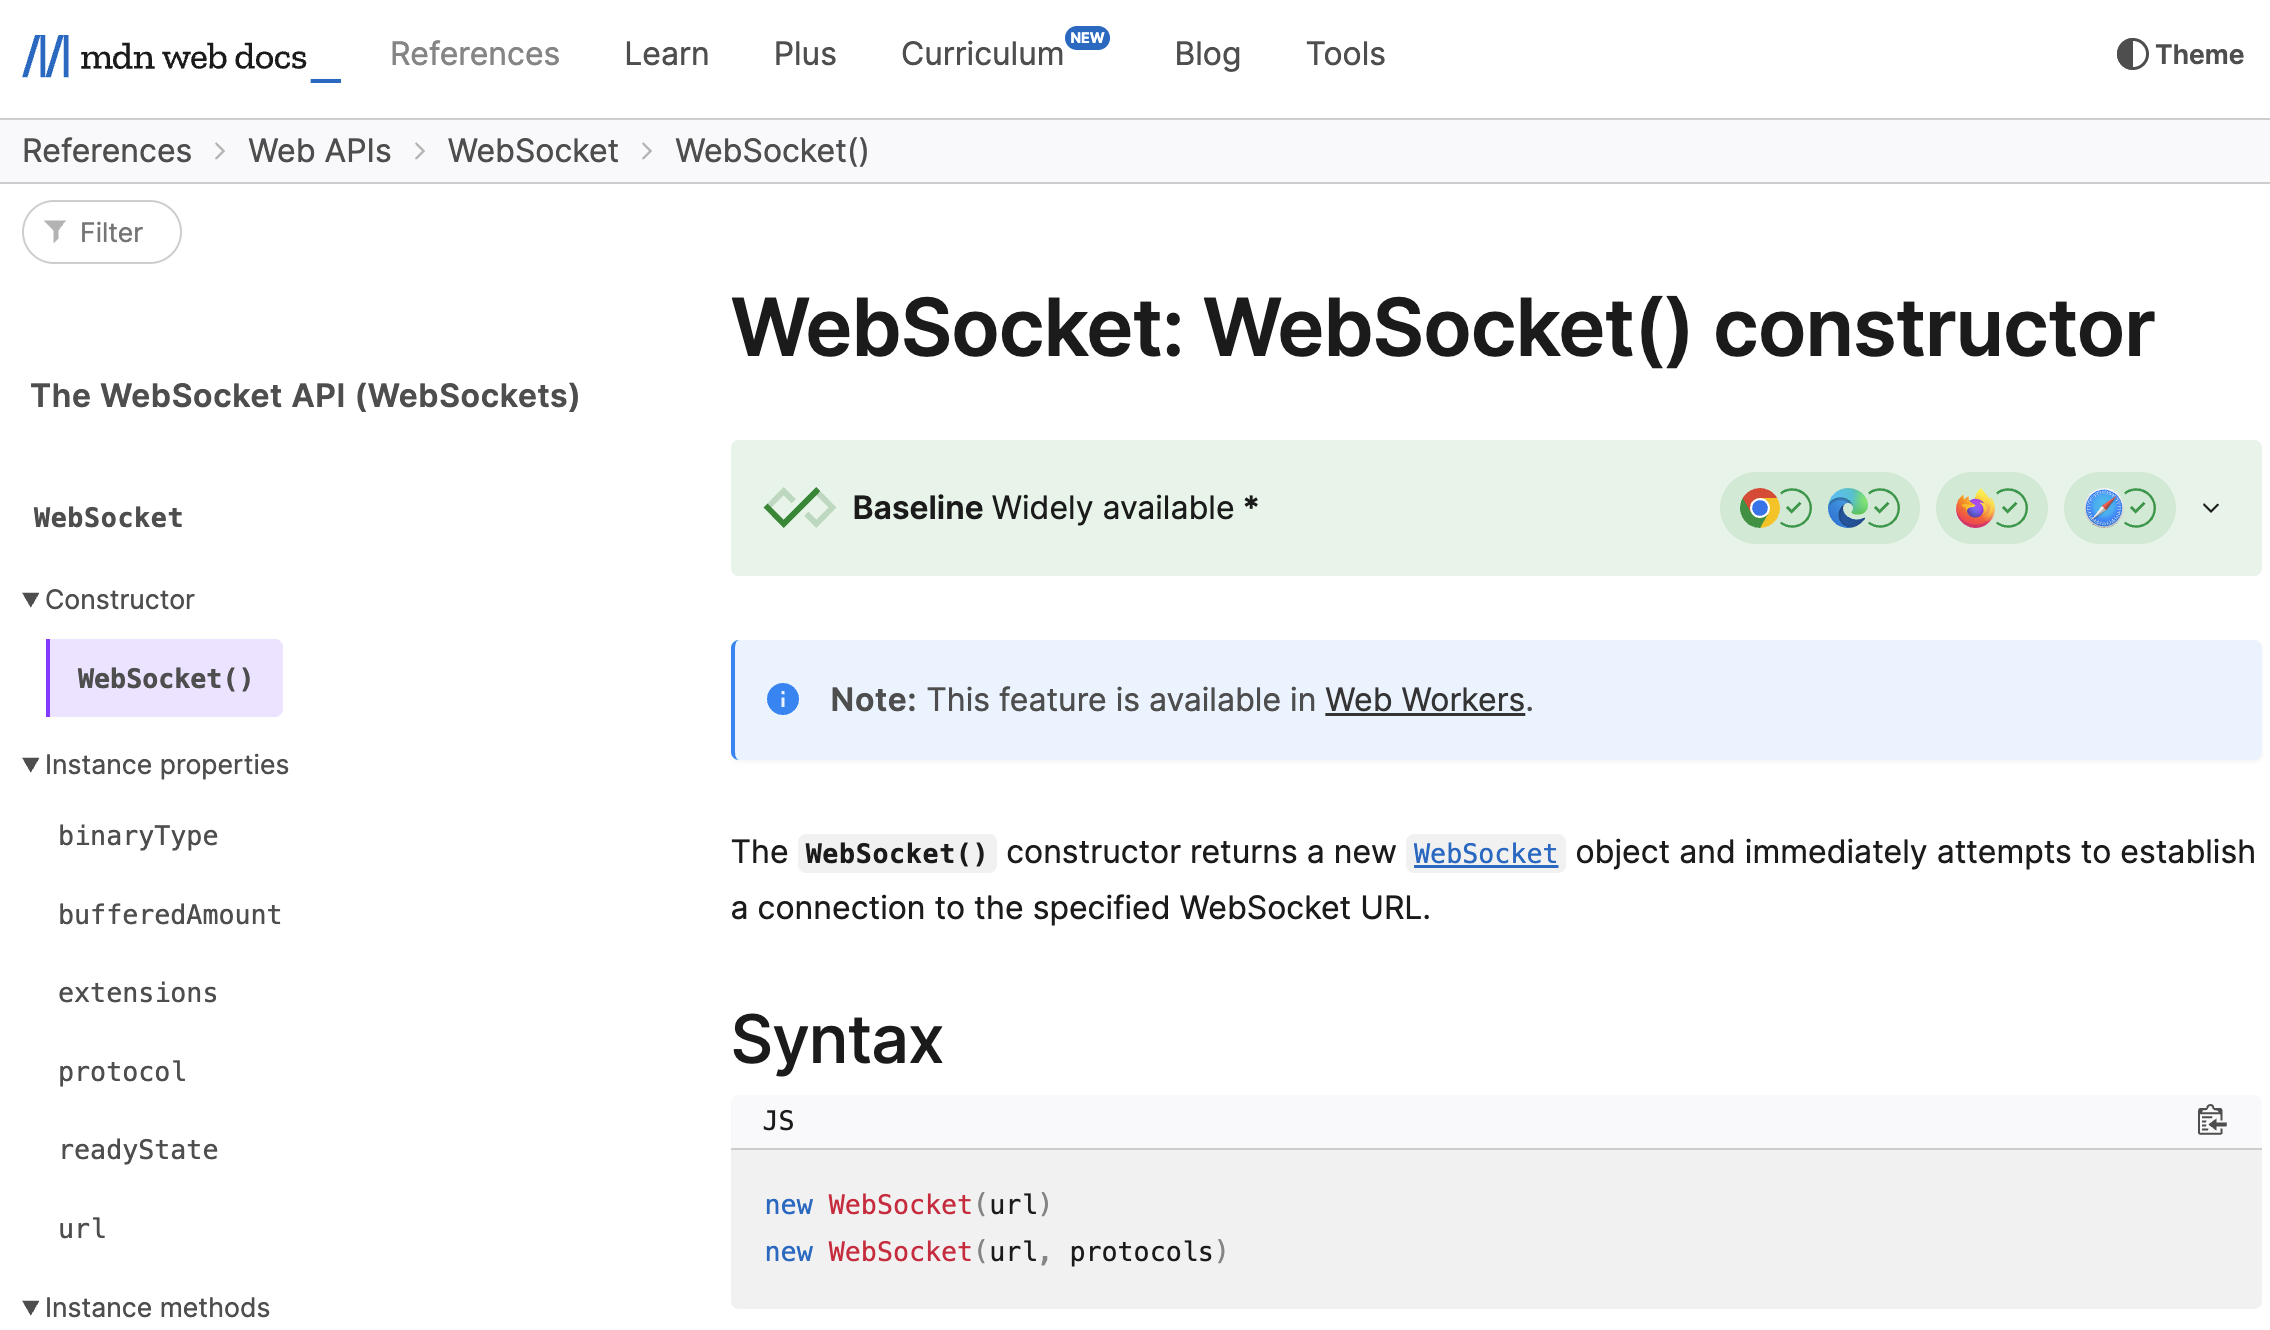 mdn web docs_
References
Learn
Plus
Curriculum NEW
Blog
Tools
Theme
References > Web APIs > WebSocket > WebSocket()
Filter
The WebSocket API (WebSockets)
WebSocket
Constructor
WebSocket()
Instance properties
binaryType
bufferedAmount
extensions
protocol
readyState
url
Instance methods
WebSocket: WebSocket() constructor
Baseline Widely available *
Note: This feature is available in Web Workers.
The WebSocket() constructor returns a new WebSocket object and immediately attempts to establish
a connection to the specified WebSocket URL.
Syntax
JS
new WebSocket(url)
new WebSocket(url, protocols)